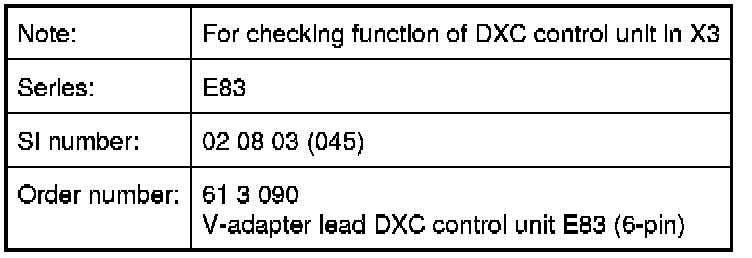 Note: For checking function of DXC control unit in X3
Series: E83
SI number: 02 08 03 (045)
Order number: 61 3 090
V-adapter lead DXC control unit E83 (6-pin)